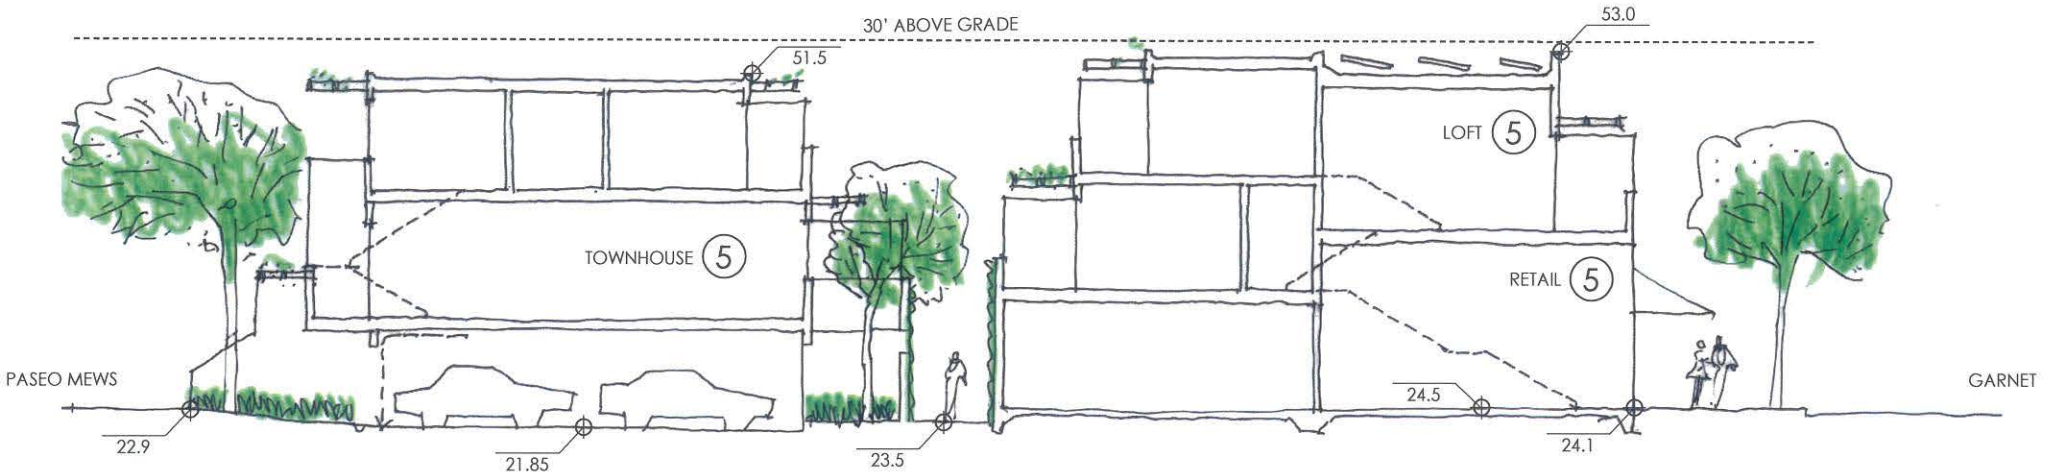 30' ABOVE GRADE
53.0
51.5
LOFT 5
TOWNHOUSE 5
RETAIL 5
PASEO MEWS
GARNET
24.5
22.9
21.85
23.5
24.1